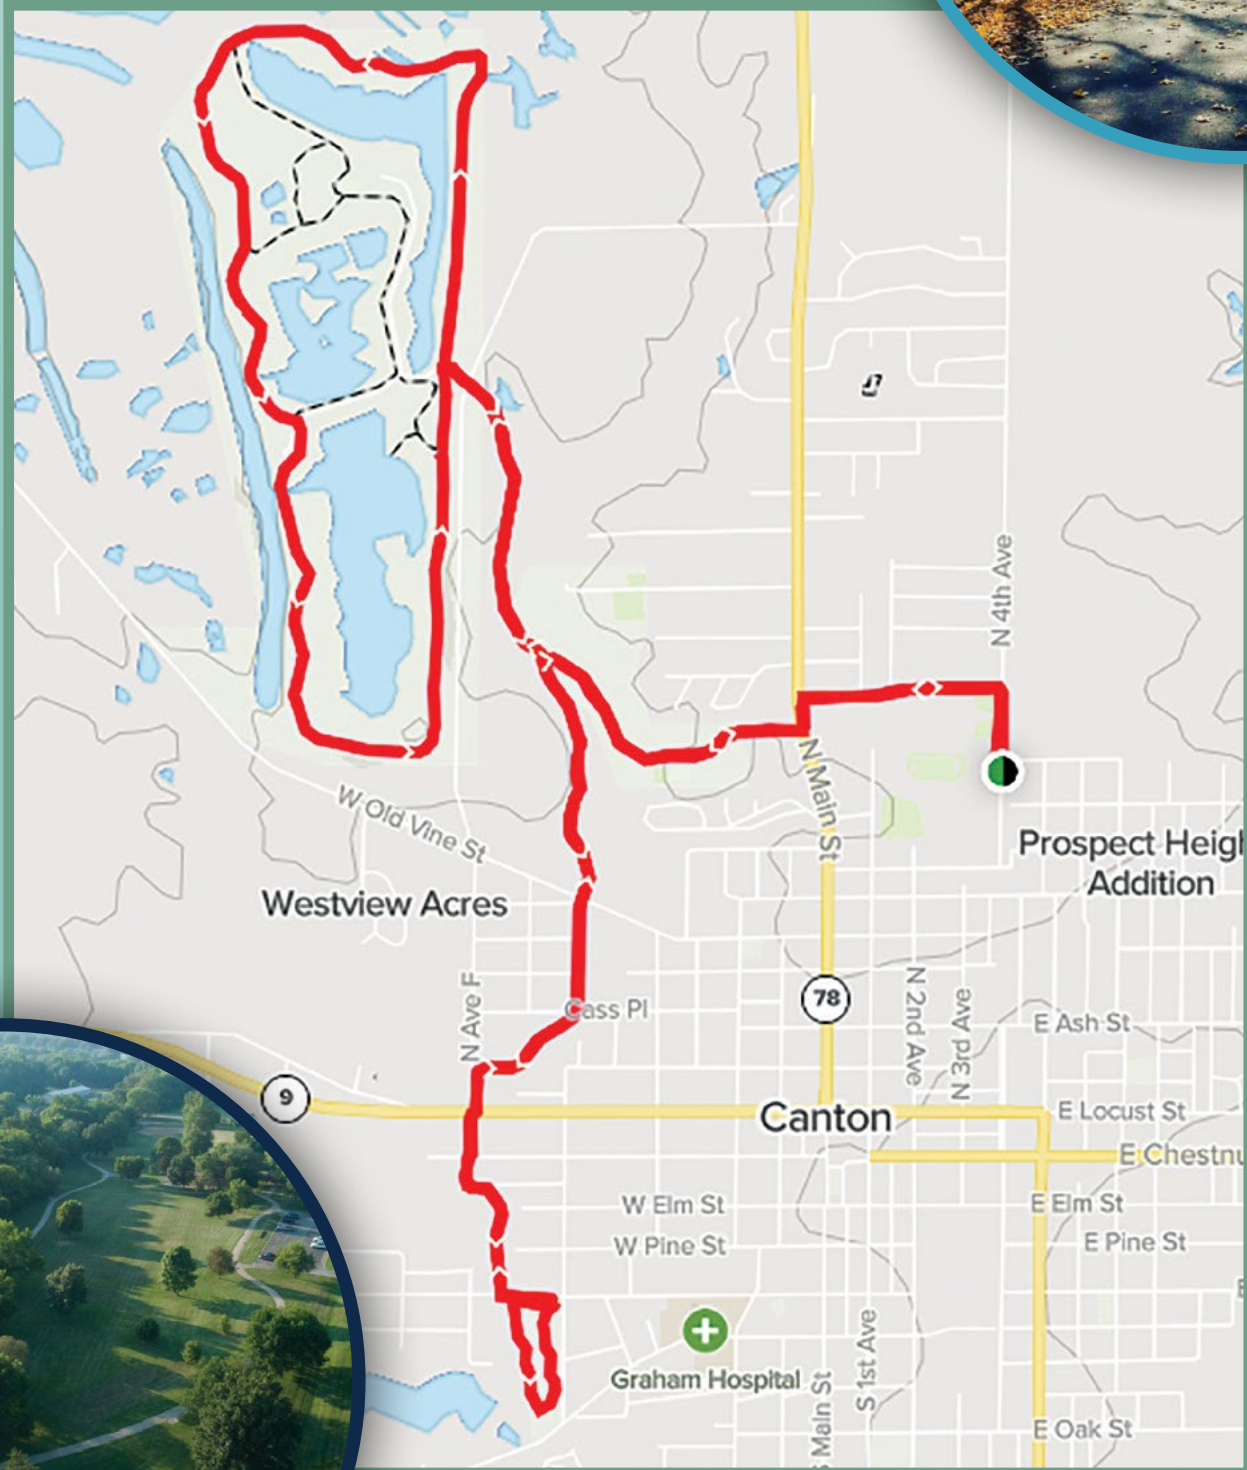 N 4th Ave
N Main St
W Old Vine St
Prospect Heigh
Addition
Westview Acres
N Ave F
Cass Pl
78
N 2nd Ave
N 3rd Ave
E Ash St
9
Canton
E Locust St
E Chestnu
W Elm St
E Elm St
W Pine St
E Pine St
Graham Hospital
S 1st Ave
S Main St
E Oak St